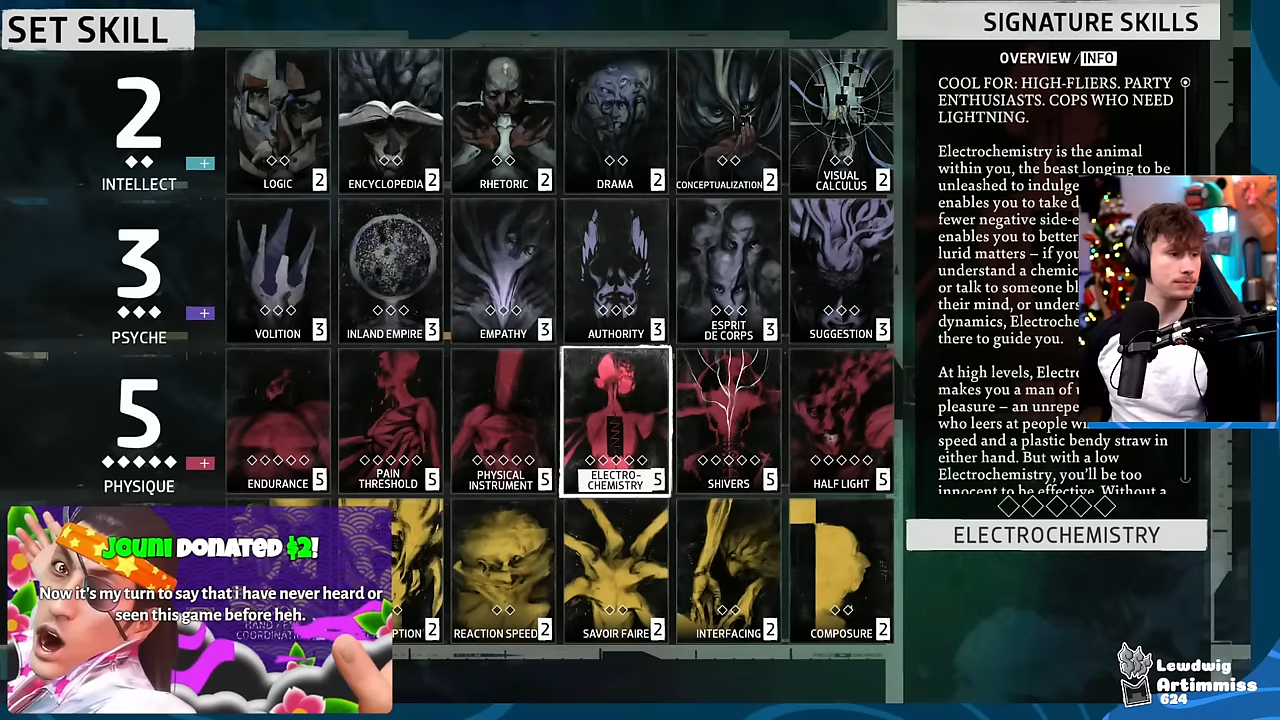 SET SKILL
2
INTELLECT
+
LOGIC 2
ENCYCLOPEDIA 2
RHETORIC 2
DRAMA 2
CONCEPTUALIZATION 2
VISUAL
CALCULUS 2
3
PSYCHE
+
VOLITION 3
INLAND EMPIRE 3
EMPATHY 3
AUTHORITY 3
ESPRIT
DE CORPS 3
SUGGESTION 3
5
PHYSIQUE
+
ENDURANCE 5
PAIN
THRESHOLD 5
PHYSICAL
INSTRUMENT 5
ELECTRO-
CHEMISTRY 5
SHIVERS 5
HALF LIGHT 5
JOUNI DONATED $2!
Now it's my turn to say that i have never heard or
seen this game before heh.
HAND / EYE
COORDINATI
PTION 2
REACTION SPEED 2
SAVOIR FAIRE 2
INTERFACING 2
COMPOSURE 2
SIGNATURE SKILLS
OVERVIEW / INFO
COOL FOR: HIGH-FLIERS. PARTY
ENTHUSIASTS. COPS WHO NEED
LIGHTNING.
Electrochemistry is the animal
within you, the beast longing to be
unleashed to indulge
enables you to take d
fewer negative side-e
enables you to better
lurid matters – if you
understand a chemic
or talk to someone bl
their mind, or unders
dynamics, Electroche
there to guide you.
At high levels, Electro
makes you a man of
pleasure – an unrepe
who leers at people wi
speed and a plastic bendy straw in
either hand. But with a low
Electrochemistry, you'll be too
innocent to be effective. Without a
ELECTROCHEMISTRY
Lewdwig
Artimmiss
624